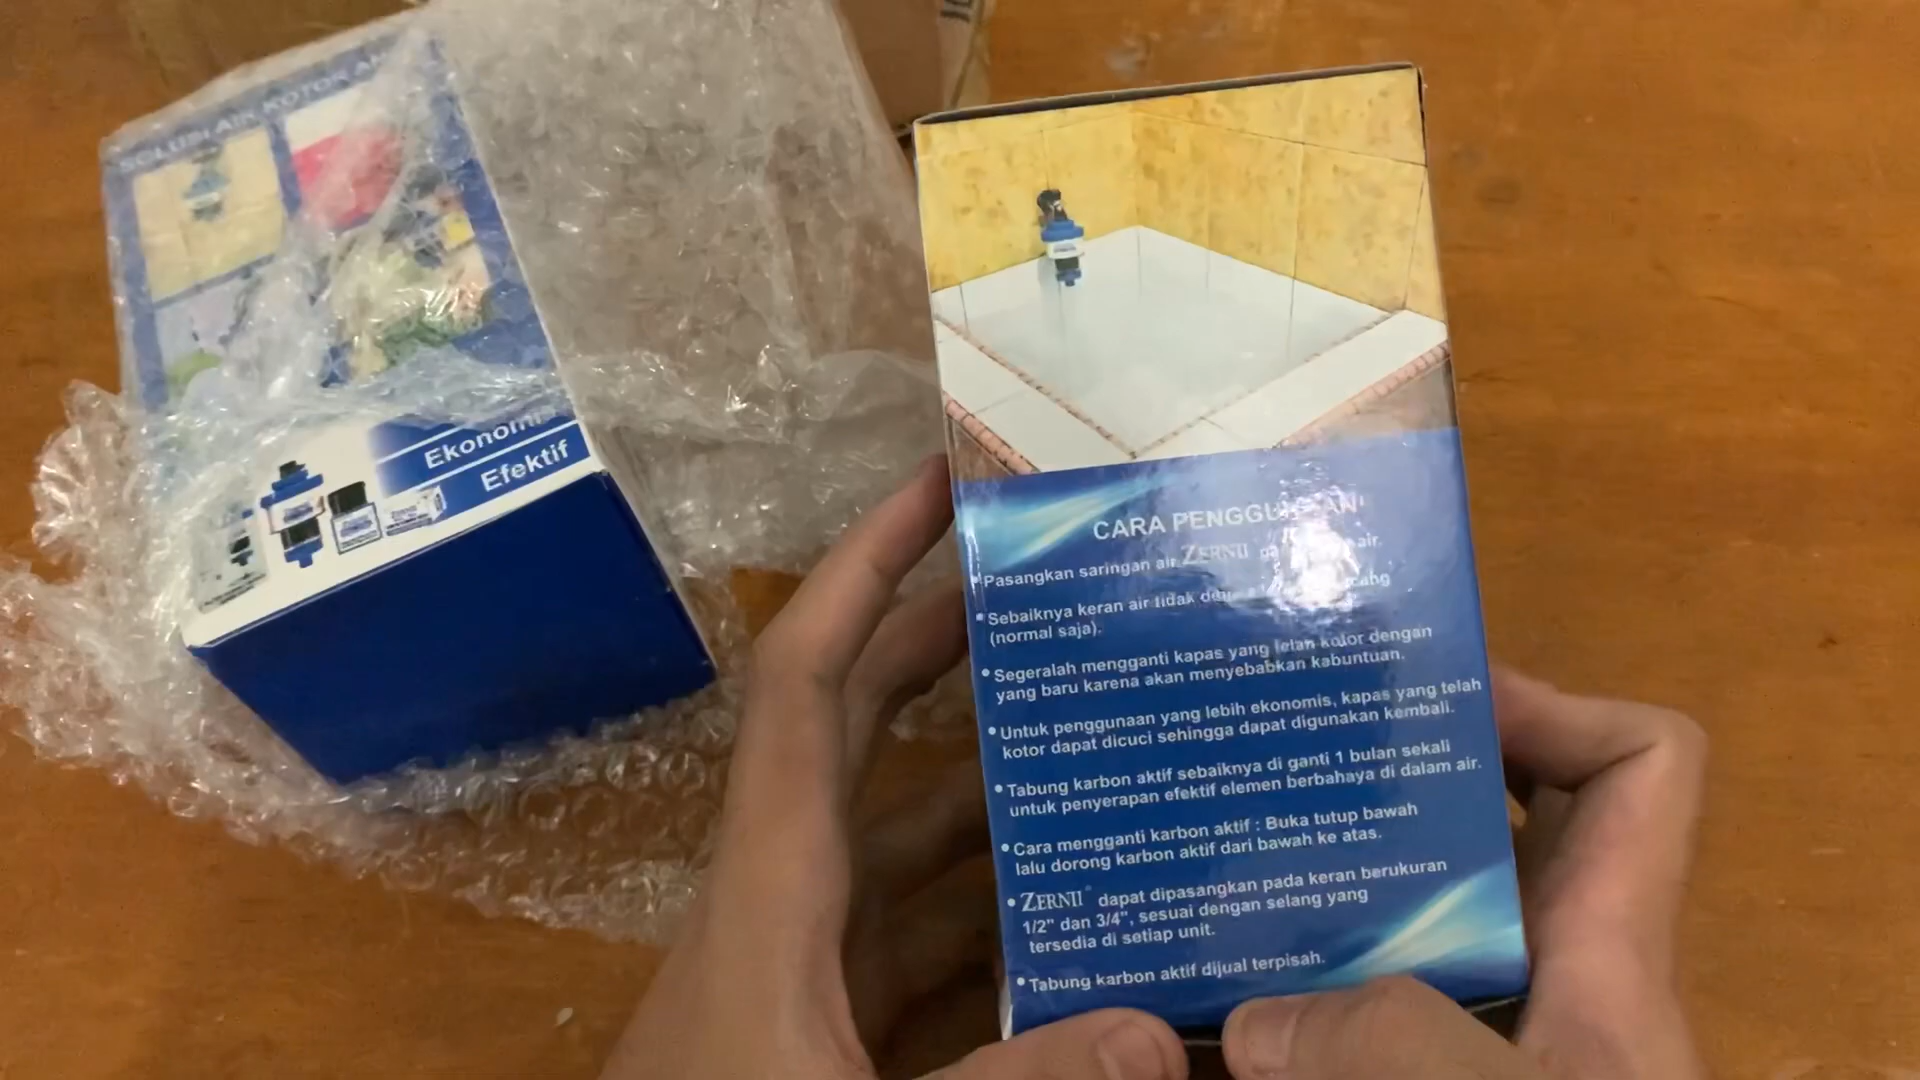 SOLUSI AIR KOTOR
Ekonomi
Efektif
CARA
Pasangkan saringan air ZERNII air.
Sebaiknya keran air tidak
(normal saja).
Segeralah mengganti kapas yang telah kotor dengan
yang baru karena akan menyebabkan kabuntuan.
Untuk penggunaan yang lebih ekonomis, kapas yang telah
kotor dapat dicuci sehingga dapat digunakan kembali.
Tabung karbon aktif sebaiknya di ganti 1 bulan sekali
untuk penyerapan efektif elemen berbahaya di dalam air.
Cara mengganti karbon aktif : Buka tutup bawah
lalu dorong karbon aktif dari bawah ke atas.
ZERNII dapat dipasangkan pada keran berukuran
1/2" dan 3/4", sesuai dengan selang yang
tersedia di setiap unit.
Tabung karbon aktif dijual terpisah.